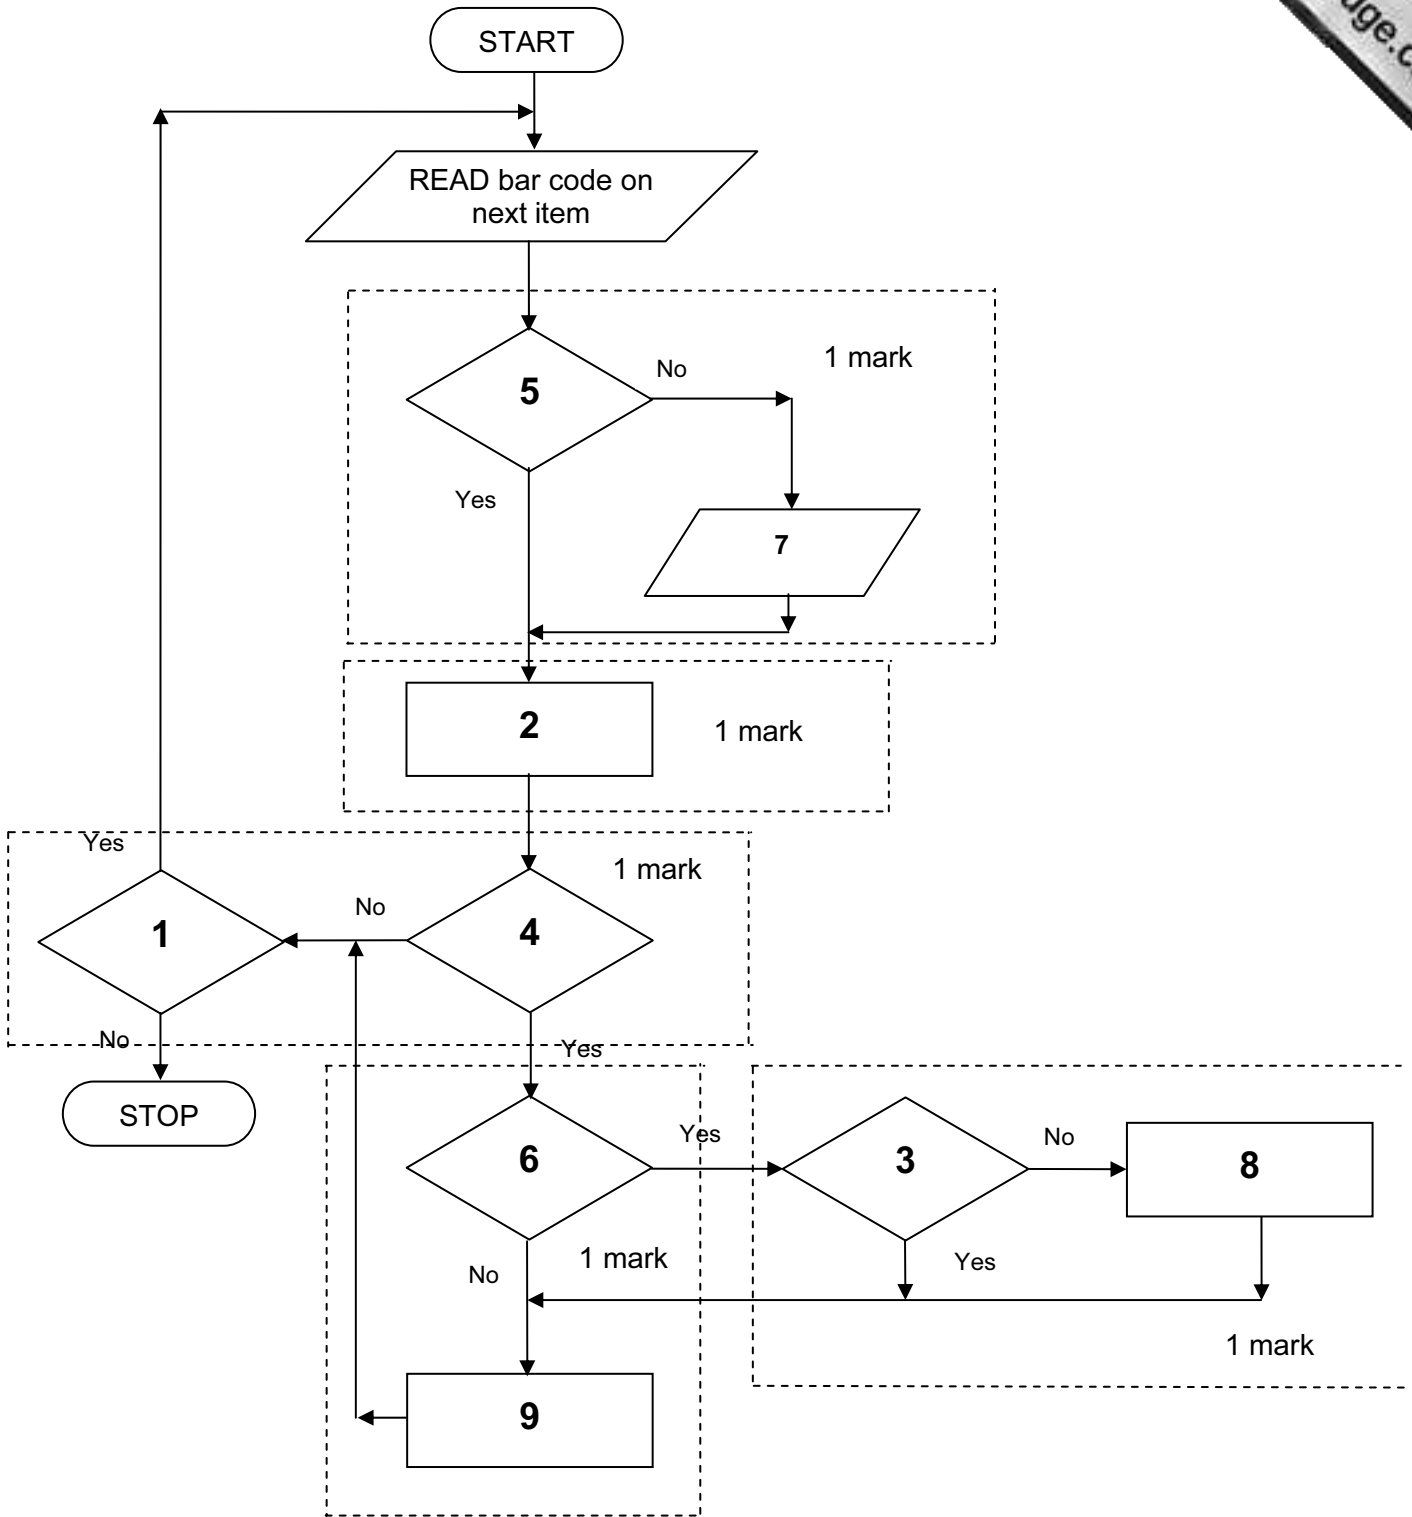 START
READ bar code on
next item
5
No
1 mark
Yes
7
2
1 mark
Yes
1 mark
No
1
4
No
Yes
STOP
6
Yes
3
No
8
No
1 mark
Yes
1 mark
9